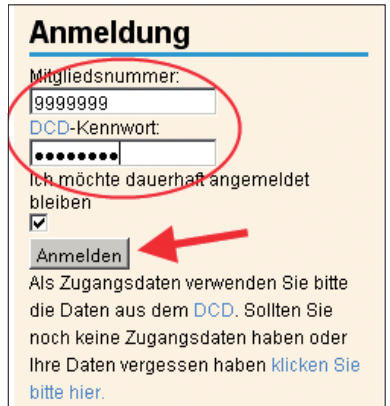 Anmeldung
Mitgliedsnummer:
9999999
DCD-Kennwort:
••••••••
Ich möchte dauerhaft angemeldet
bleiben
Anmelden
Als Zugangsdaten verwenden Sie bitte
die Daten aus dem DCD. Sollten Sie
noch keine Zugangsdaten haben oder
Ihre Daten vergessen haben klicken Sie
bitte hier.